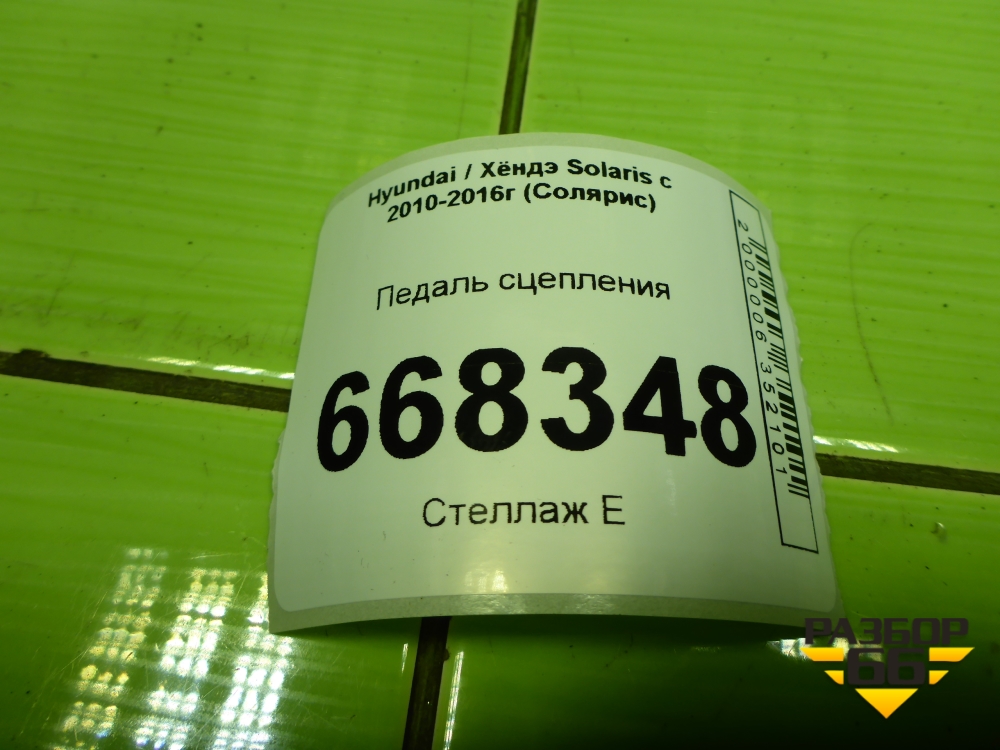 Hyundai / Хёндэ Solaris с
2010-2016г (Солярис)
Педаль сцепления
668348
Стеллаж Е
2000006352101
РАЗБОР
66